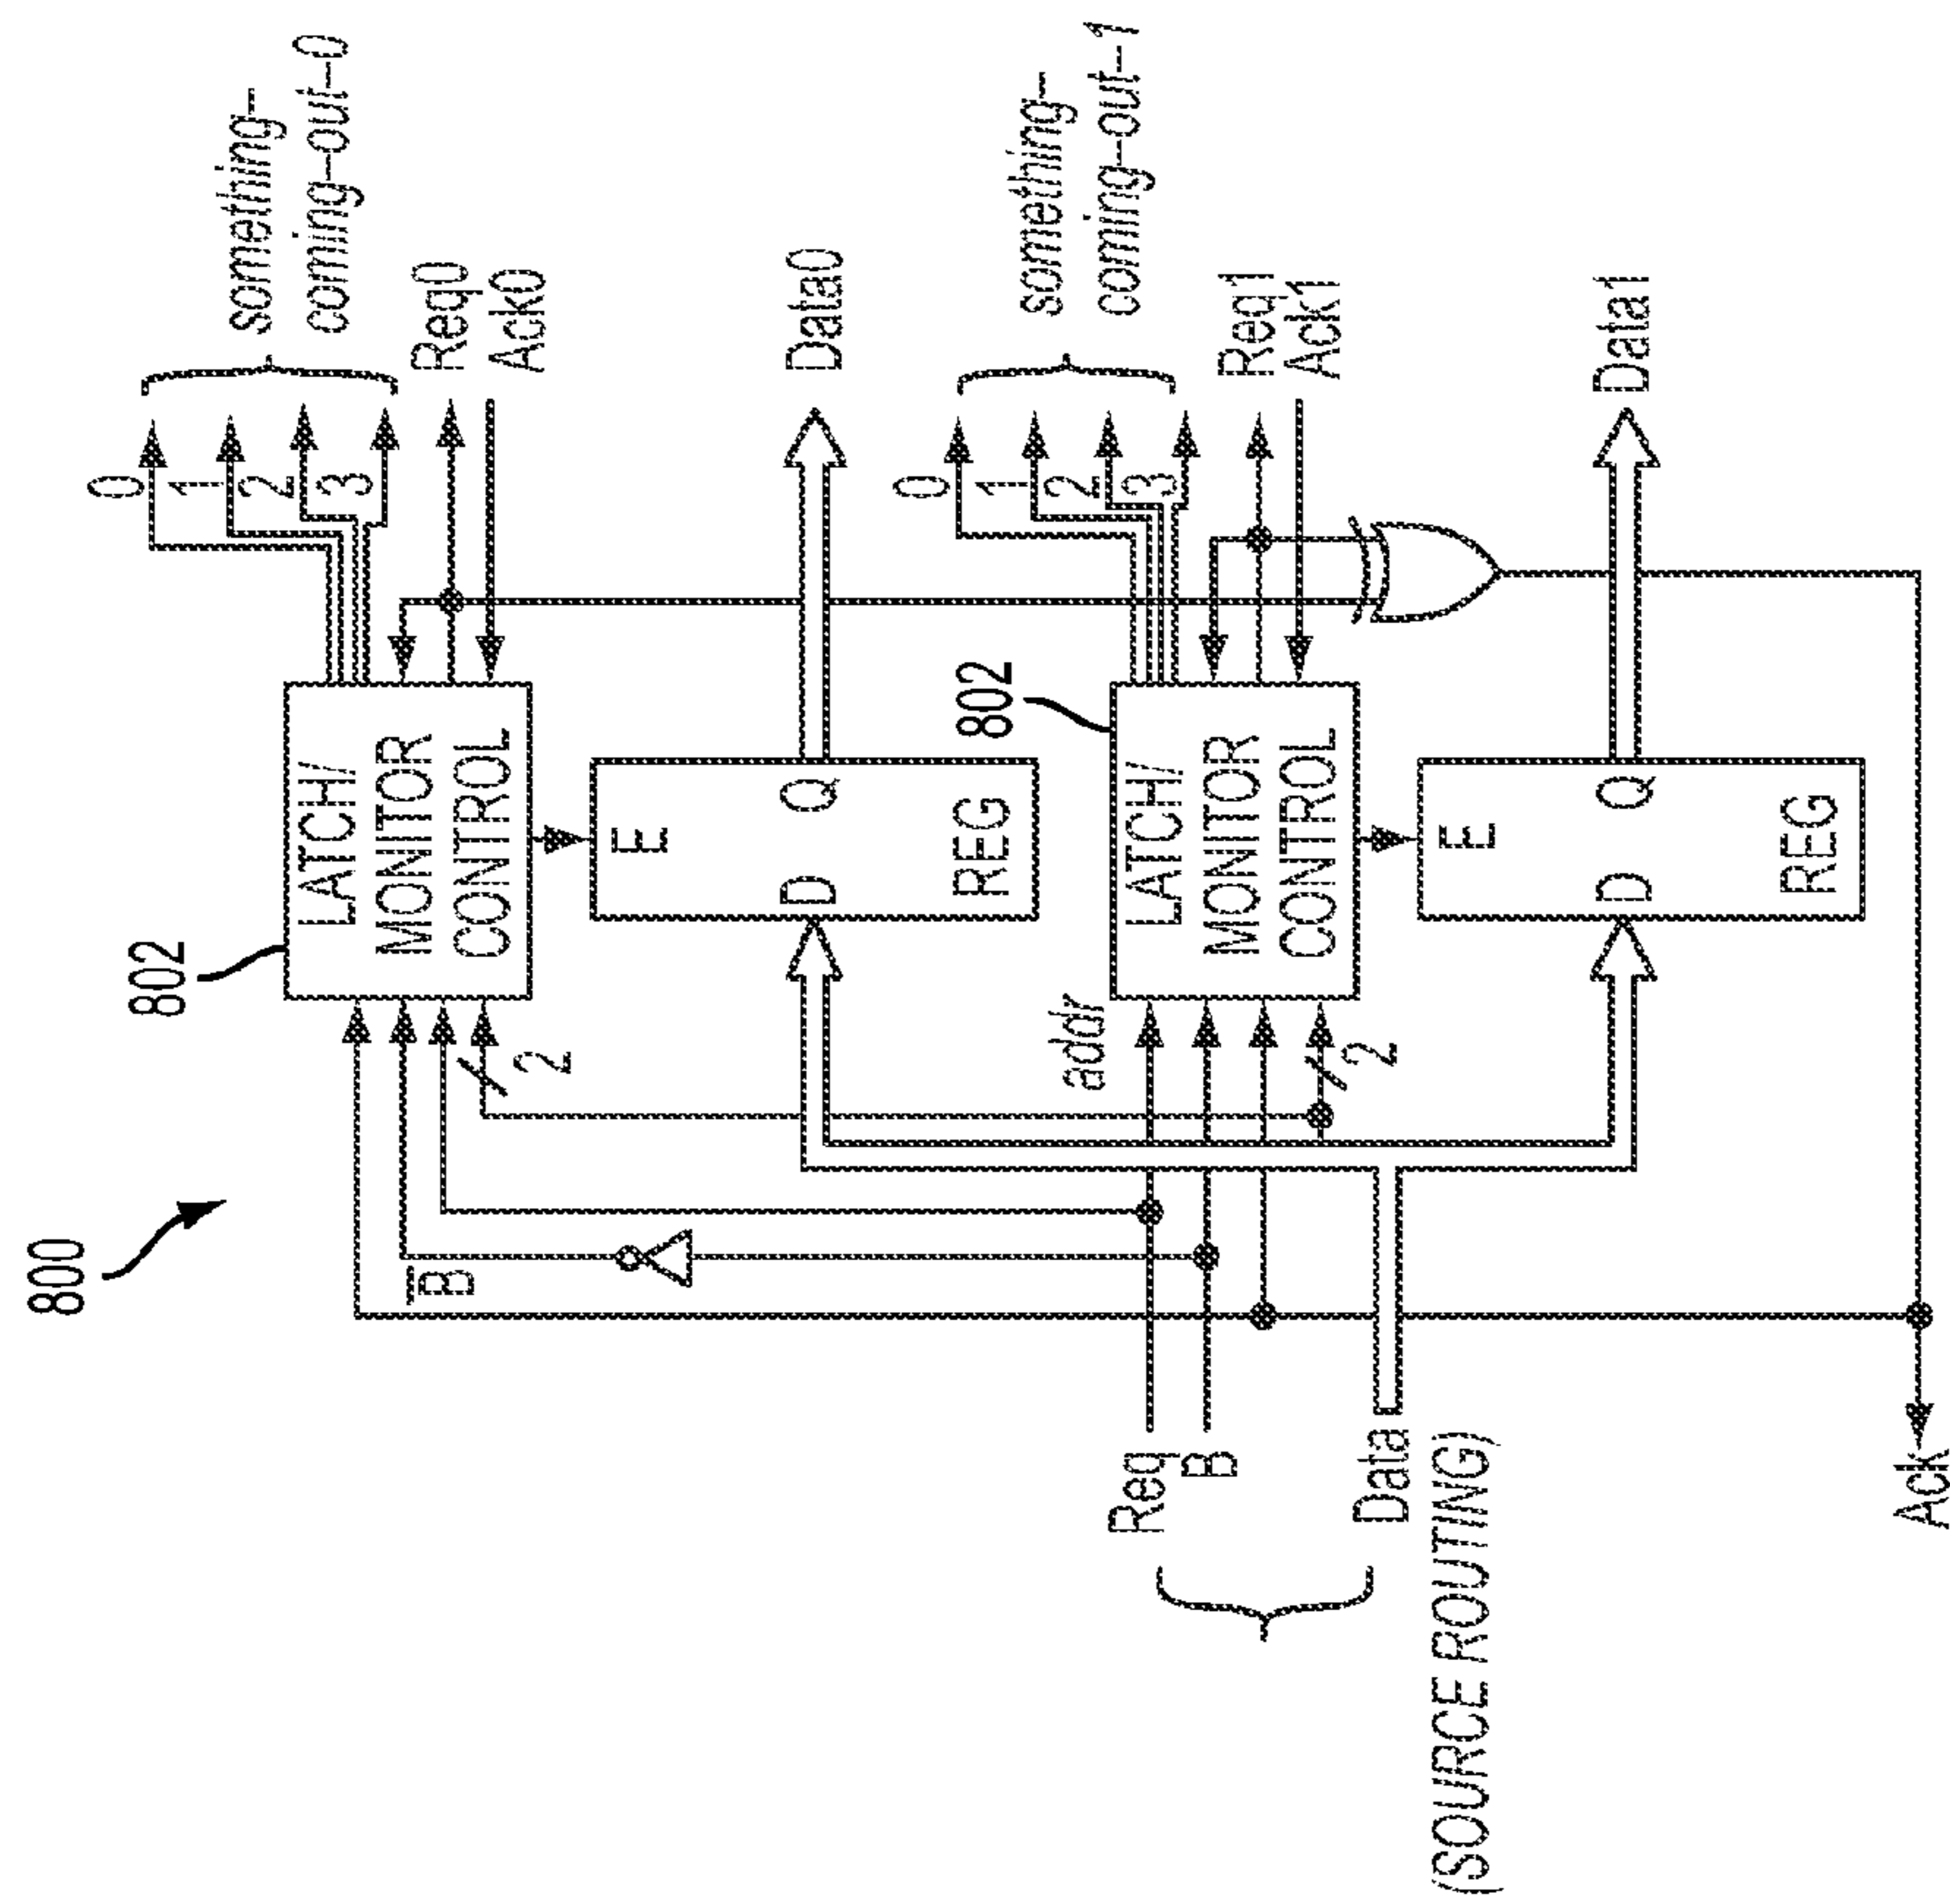 800
802
LATCH/
MONITOR
CONTROL
0
1
2
3
something–
coming–out–0
Req0
Ack0
B
2
E
D Q
REG
Data0
802
addr
LATCH/
MONITOR
CONTROL
0
1
2
3
something–
coming–out–1
Req1
Ack1
2
E
D Q
REG
Data1
Req
B
Data
(SOURCE ROUTING)
Ack